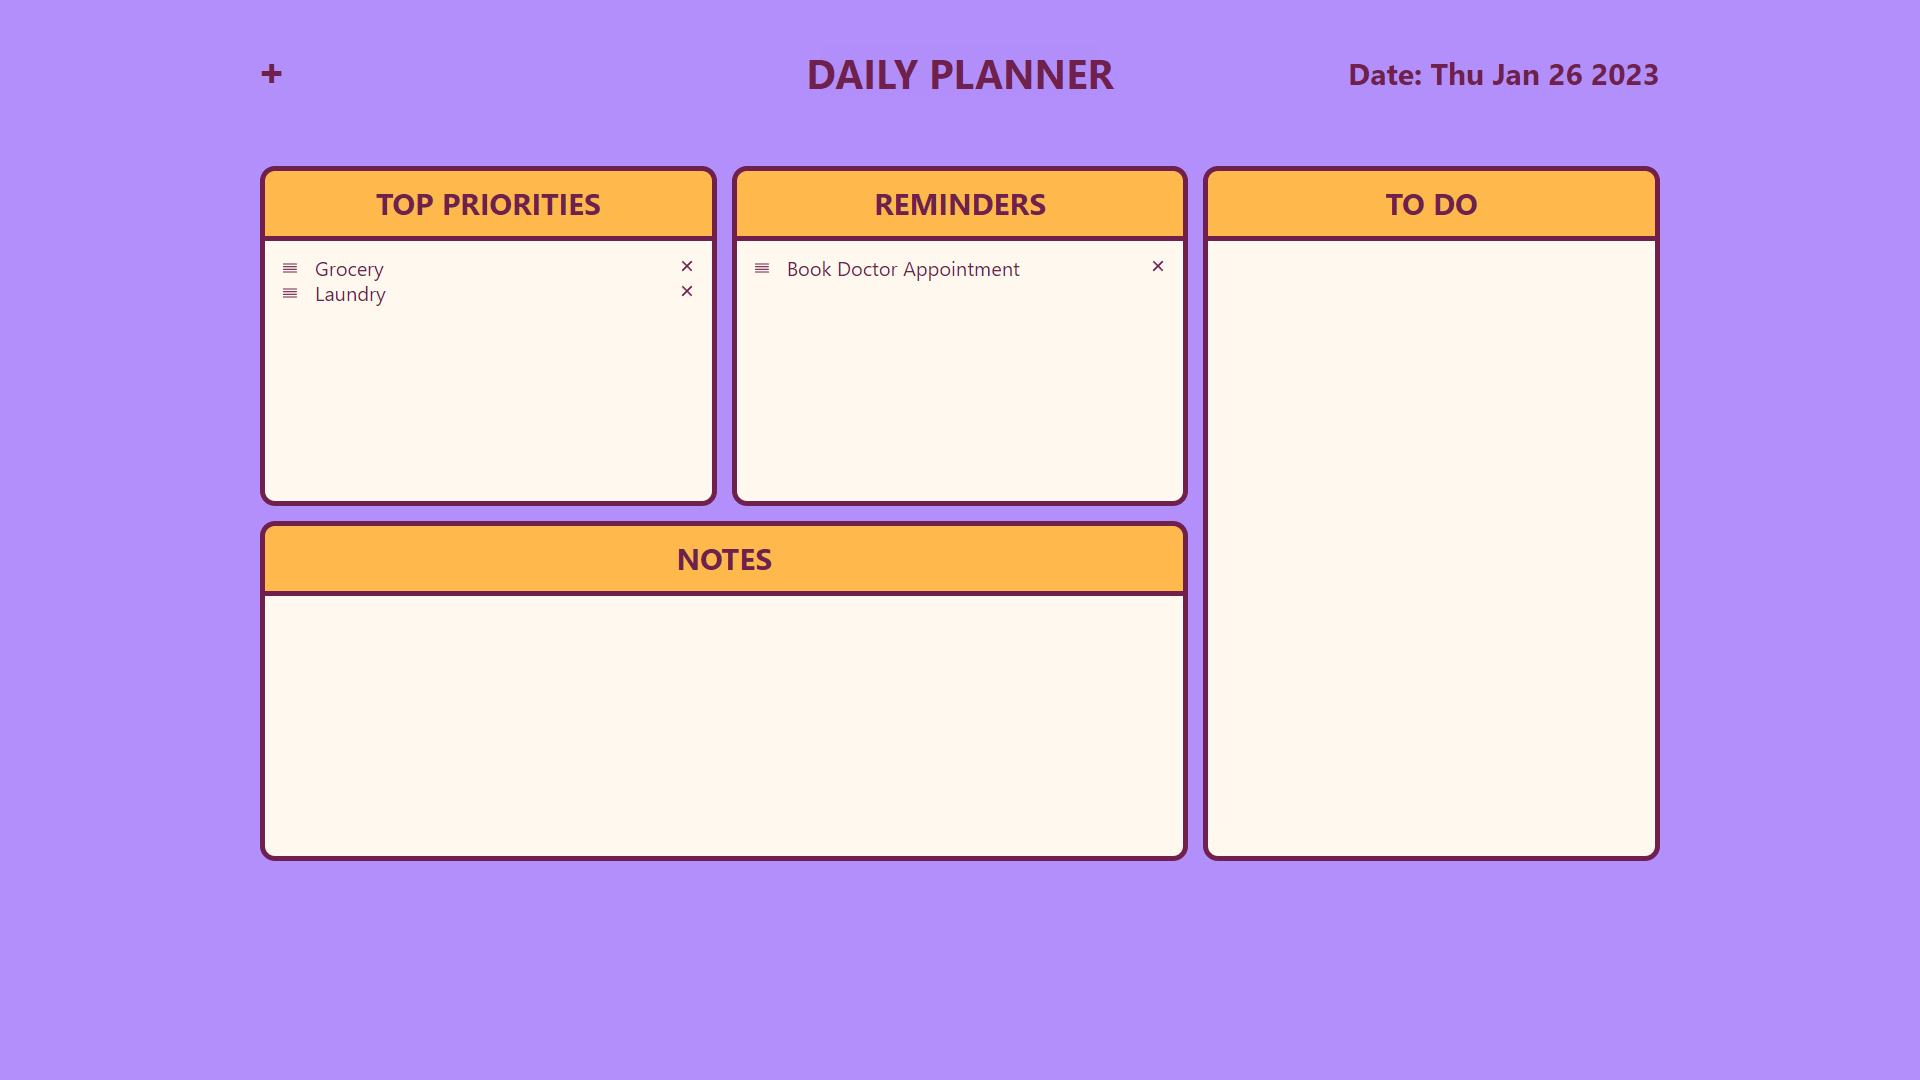 +
DAILY PLANNER
Date: Thu Jan 26 2023
TOP PRIORITIES
Grocery ✕
Laundry ✕
REMINDERS
Book Doctor Appointment ✕
TO DO
NOTES